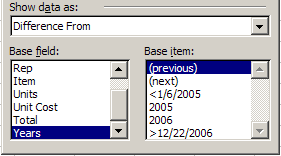 Show data as:
Difference From
Base field:
Rep
Item
Units
Unit Cost
Total
Years
Base item:
(previous)
(next)
<1/6/2005
2005
2006
>12/22/2006